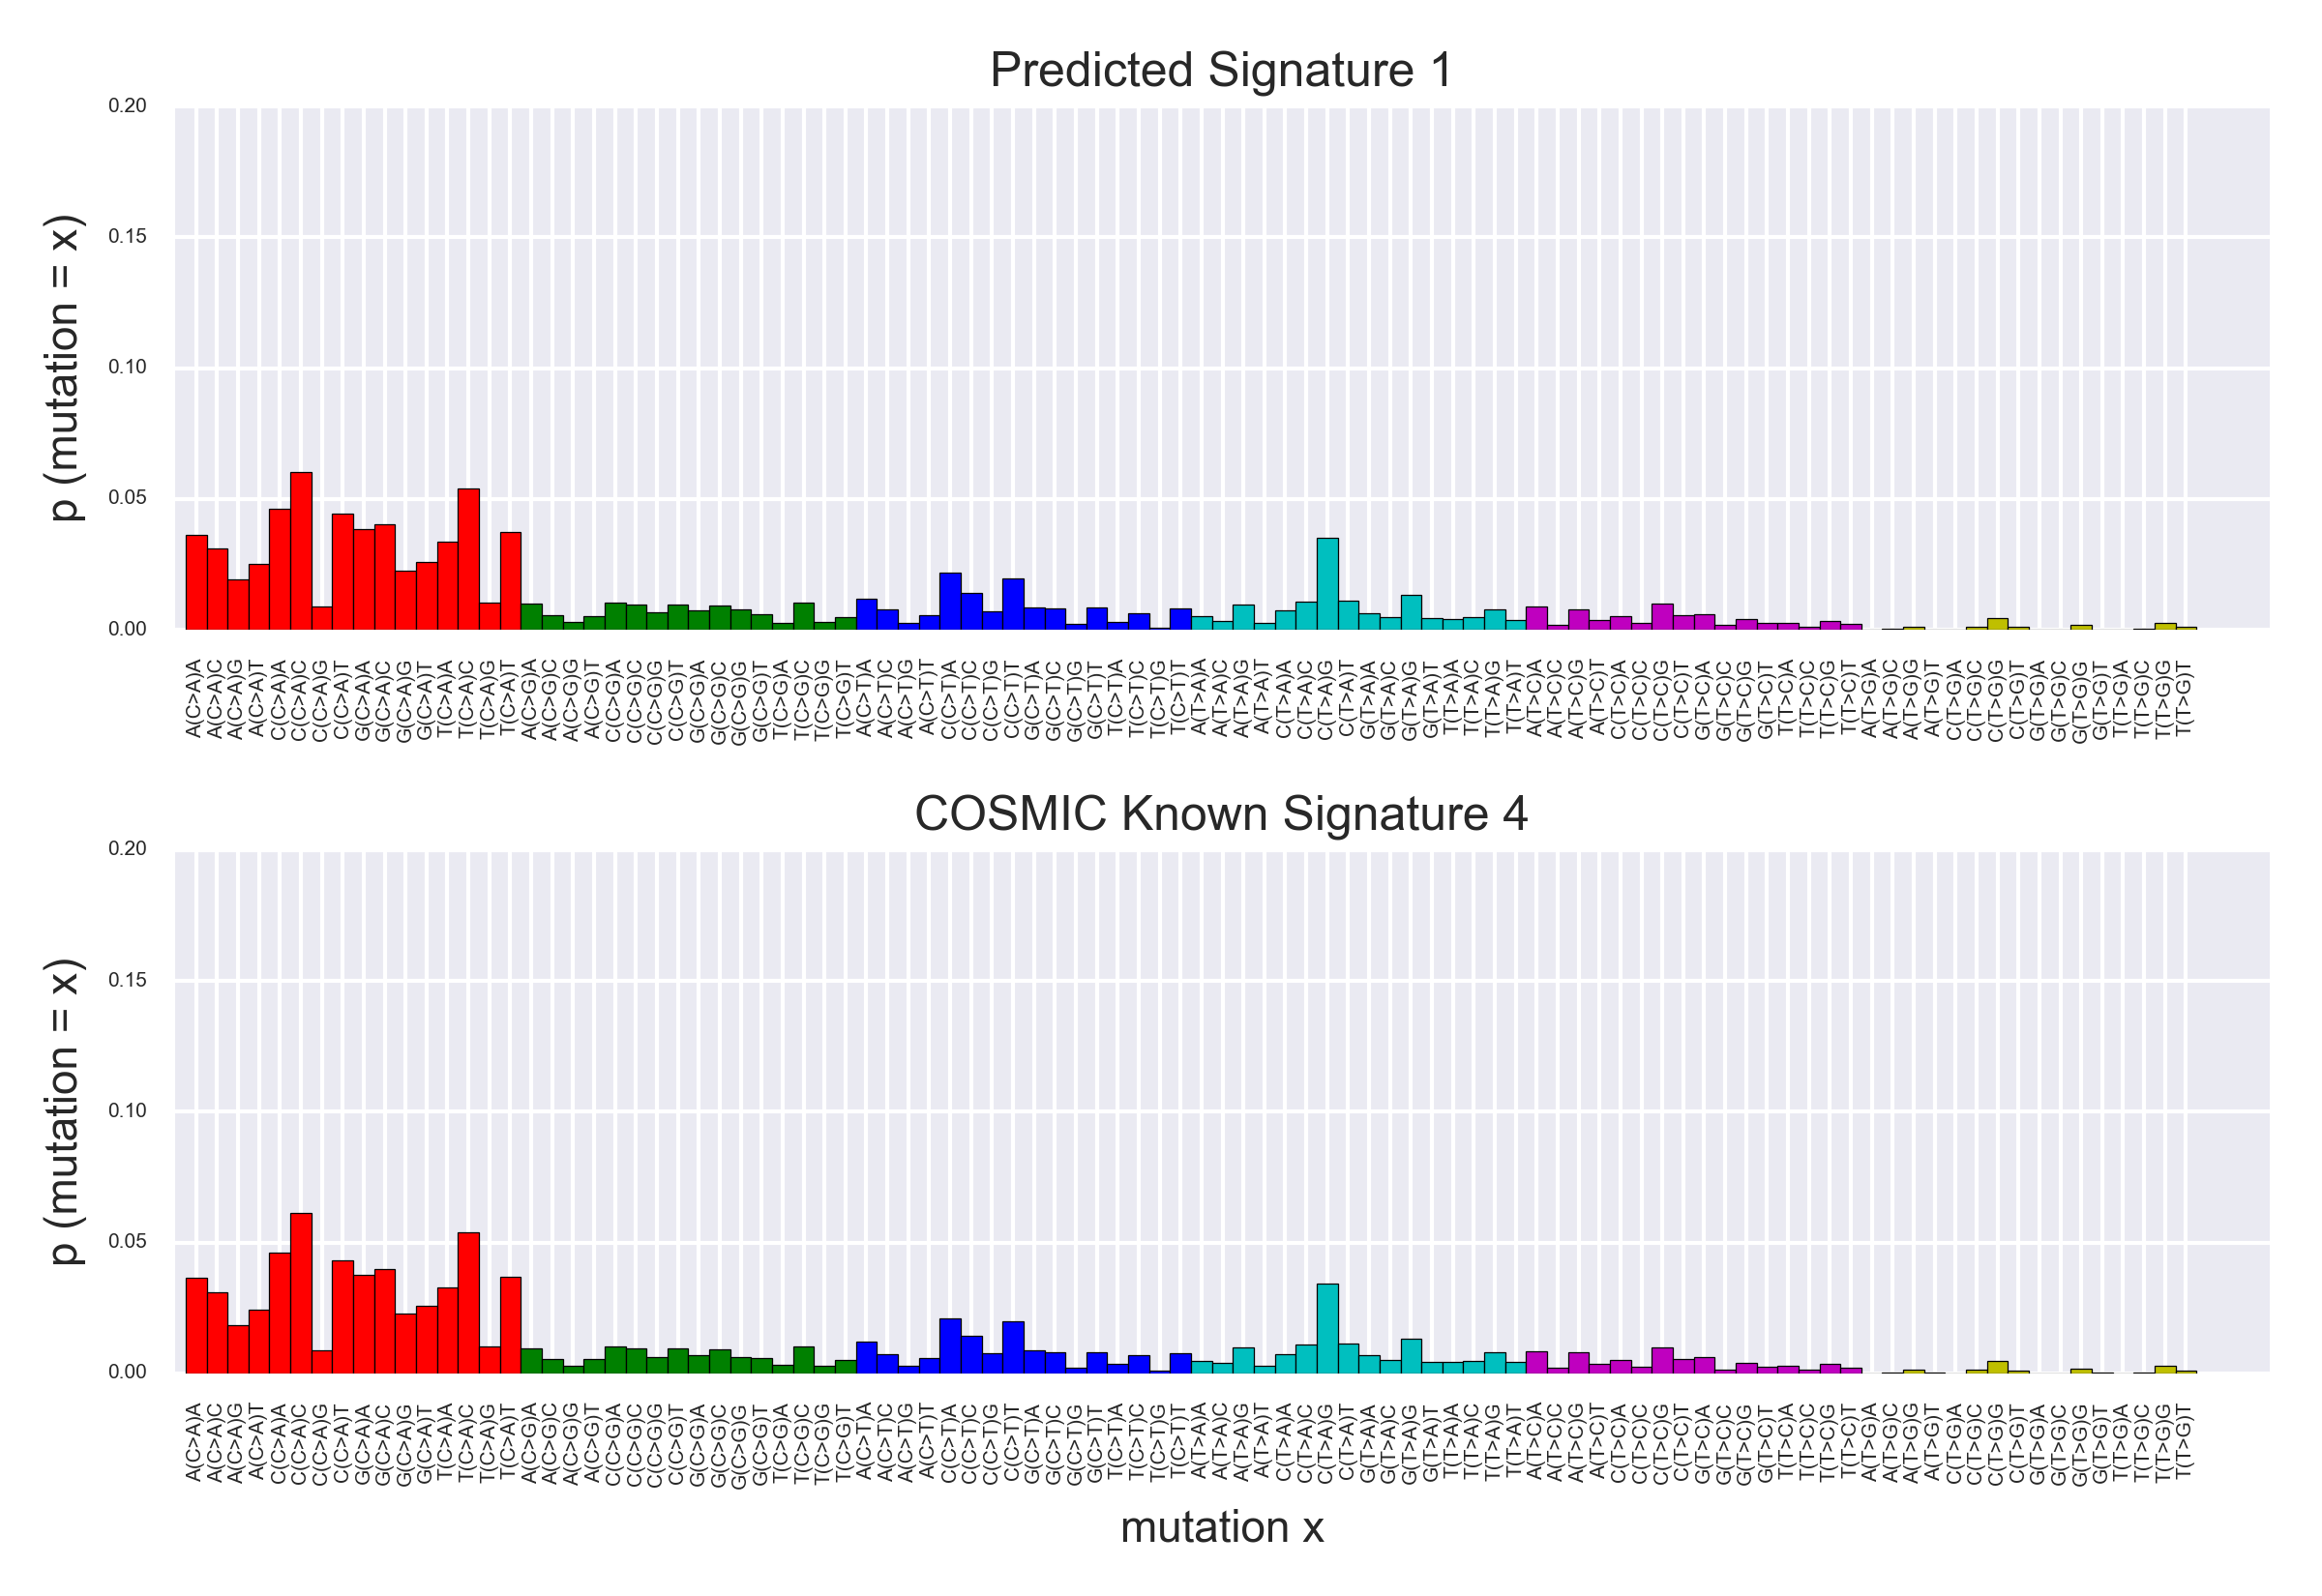 Predicted Signature 1
p (mutation = x)
0.20
0.15
0.10
0.05
0.00
A(C>A)A A(C>A)C A(C>A)G A(C>A)T C(C>A)A C(C>A)C C(C>A)G C(C>A)T G(C>A)A G(C>A)C G(C>A)G G(C>A)T T(C>A)A T(C>A)C T(C>A)G T(C>A)T A(C>G)A A(C>G)C A(C>G)G A(C>G)T C(C>G)A C(C>G)C C(C>G)G C(C>G)T G(C>G)A G(C>G)C G(C>G)G G(C>G)T T(C>G)A T(C>G)C T(C>G)G T(C>G)T A(C>T)A A(C>T)C A(C>T)G A(C>T)T C(C>T)A C(C>T)C C(C>T)G C(C>T)T G(C>T)A G(C>T)C G(C>T)G G(C>T)T T(C>T)A T(C>T)C T(C>T)G T(C>T)T A(T>A)A A(T>A)C A(T>A)G A(T>A)T C(T>A)A C(T>A)C C(T>A)G C(T>A)T G(T>A)A G(T>A)C G(T>A)G G(T>A)T T(T>A)A T(T>A)C T(T>A)G T(T>A)T A(T>C)A A(T>C)C A(T>C)G A(T>C)T C(T>C)A C(T>C)C C(T>C)G C(T>C)T G(T>C)A G(T>C)C G(T>C)G G(T>C)T T(T>C)A T(T>C)C T(T>C)G T(T>C)T A(T>G)A A(T>G)C A(T>G)G A(T>G)T C(T>G)A C(T>G)C C(T>G)G C(T>G)T G(T>G)A G(T>G)C G(T>G)G G(T>G)T T(T>G)A T(T>G)C T(T>G)G T(T>G)T
COSMIC Known Signature 4
p (mutation = x)
0.20
0.15
0.10
0.05
0.00
A(C>A)A A(C>A)C A(C>A)G A(C>A)T C(C>A)A C(C>A)C C(C>A)G C(C>A)T G(C>A)A G(C>A)C G(C>A)G G(C>A)T T(C>A)A T(C>A)C T(C>A)G T(C>A)T A(C>G)A A(C>G)C A(C>G)G A(C>G)T C(C>G)A C(C>G)C C(C>G)G C(C>G)T G(C>G)A G(C>G)C G(C>G)G G(C>G)T T(C>G)A T(C>G)C T(C>G)G T(C>G)T A(C>T)A A(C>T)C A(C>T)G A(C>T)T C(C>T)A C(C>T)C C(C>T)G C(C>T)T G(C>T)A G(C>T)C G(C>T)G G(C>T)T T(C>T)A T(C>T)C T(C>T)G T(C>T)T A(T>A)A A(T>A)C A(T>A)G A(T>A)T C(T>A)A C(T>A)C C(T>A)G C(T>A)T G(T>A)A G(T>A)C G(T>A)G G(T>A)T T(T>A)A T(T>A)C T(T>A)G T(T>A)T A(T>C)A A(T>C)C A(T>C)G A(T>C)T C(T>C)A C(T>C)C C(T>C)G C(T>C)T G(T>C)A G(T>C)C G(T>C)G G(T>C)T T(T>C)A T(T>C)C T(T>C)G T(T>C)T A(T>G)A A(T>G)C A(T>G)G A(T>G)T C(T>G)A C(T>G)C C(T>G)G C(T>G)T G(T>G)A G(T>G)C G(T>G)G G(T>G)T T(T>G)A T(T>G)C T(T>G)G T(T>G)T
mutation x